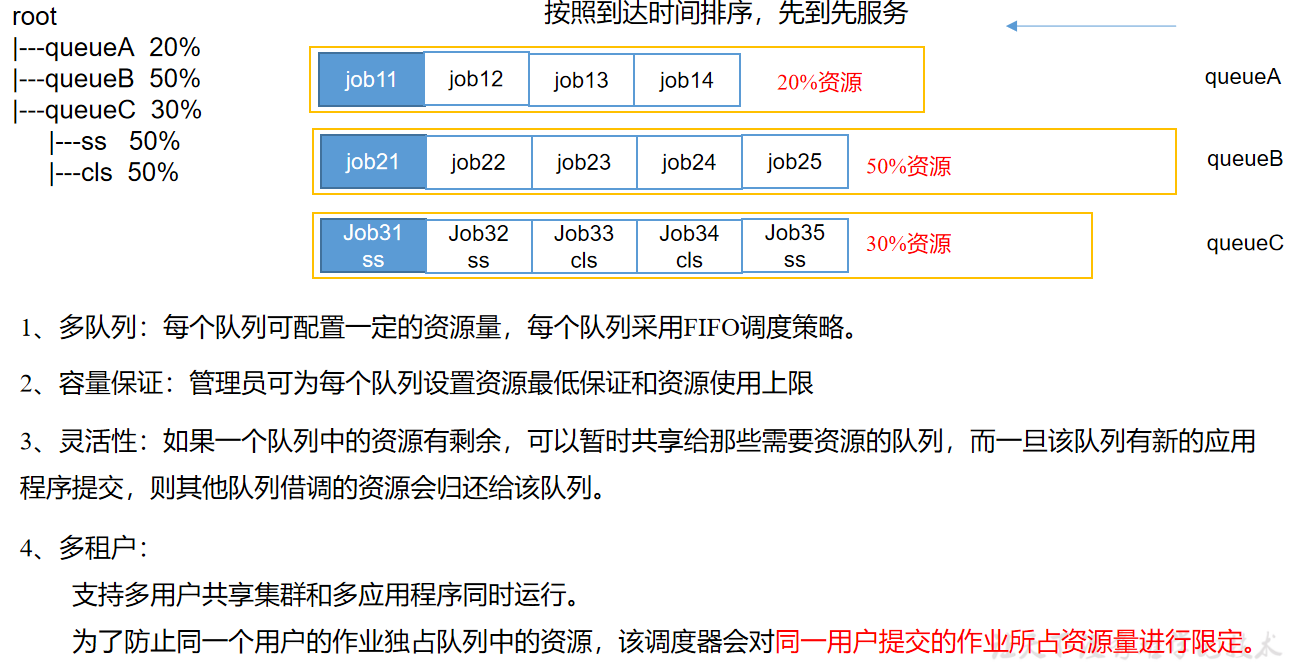 root
|---queueA 20%
|---queueB 50%
|---queueC 30%
|---ss 50%
|---cls 50%
按照到达时间排序，先到先服务
job11 job12 job13 job14 20%资源 queueA
job21 job22 job23 job24 job25 50%资源 queueB
Job31 Job32 Job33 Job34 Job35
ss ss cls cls ss
30%资源 queueC
1、多队列：每个队列可配置一定的资源量，每个队列采用FIFO调度策略。
2、容量保证：管理员可为每个队列设置资源最低保证和资源使用上限
3、灵活性：如果一个队列中的资源有剩余，可以暂时共享给那些需要资源的队列，而一旦该队列有新的应用
程序提交，则其他队列借调的资源会归还给该队列。
4、多租户：
支持多用户共享集群和多应用程序同时运行。
为了防止同一个用户的作业独占队列中的资源，该调度器会对同一用户提交的作业所占资源量进行限定。